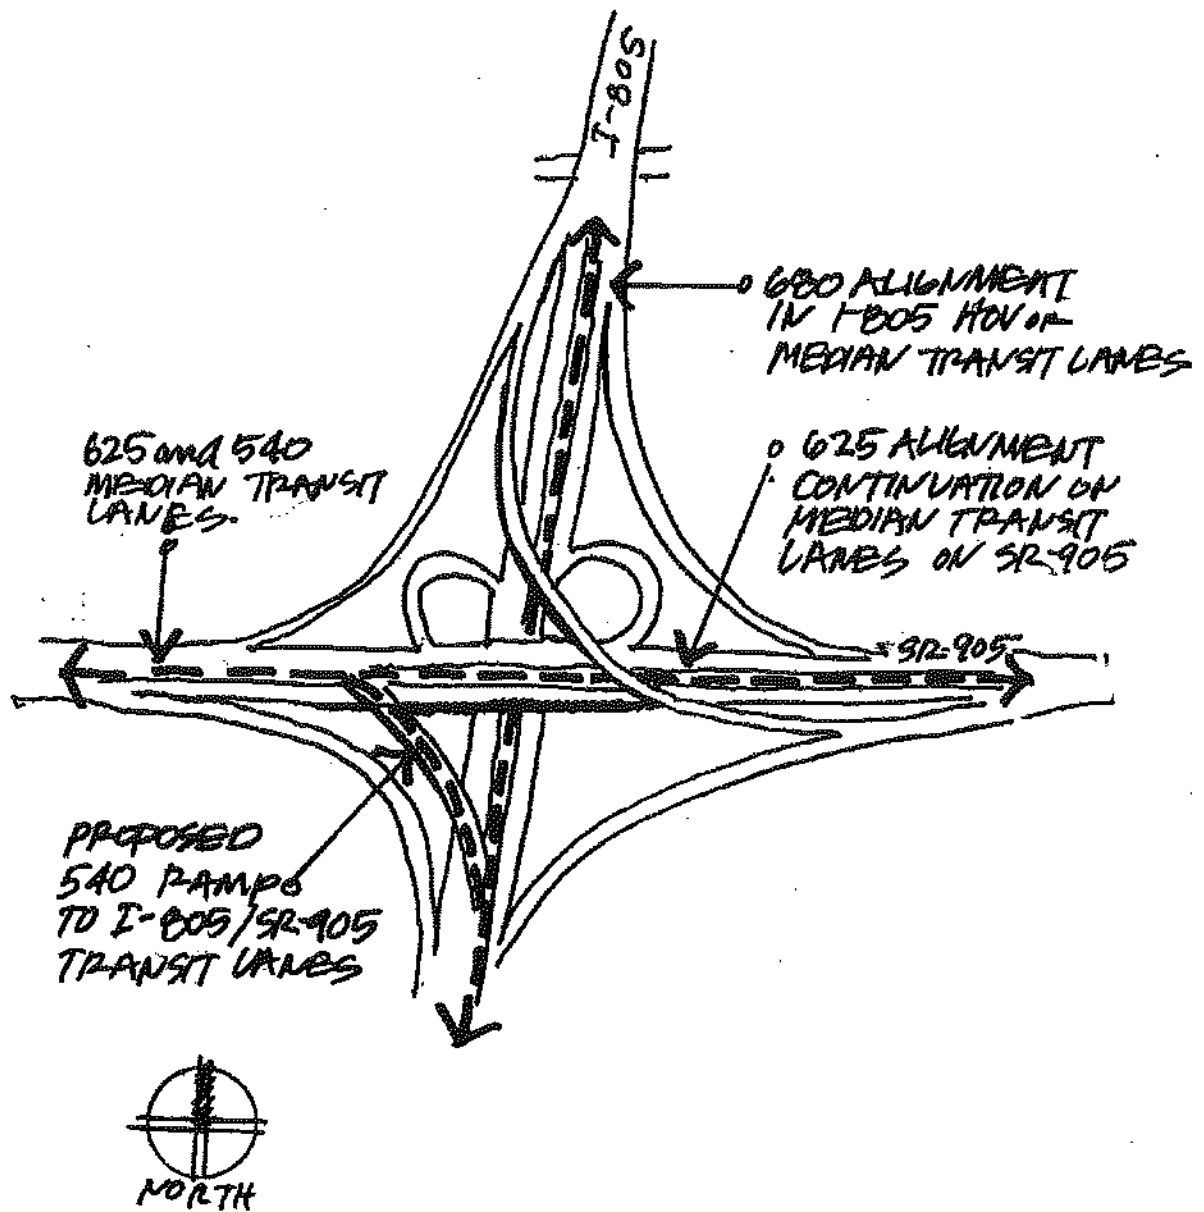 I-805
680 ALIGNMENT
IN I-805 HOV OR
MEDIAN TRANSIT LANES
625 and 540
MEDIAN TRANSIT
LANES.
625 ALIGNMENT
CONTINUATION ON
MEDIAN TRANSIT
LANES ON SR-905
SR-905
PROPOSED
540 RAMP
TO I-805/SR-905
TRANSIT LANES
NORTH